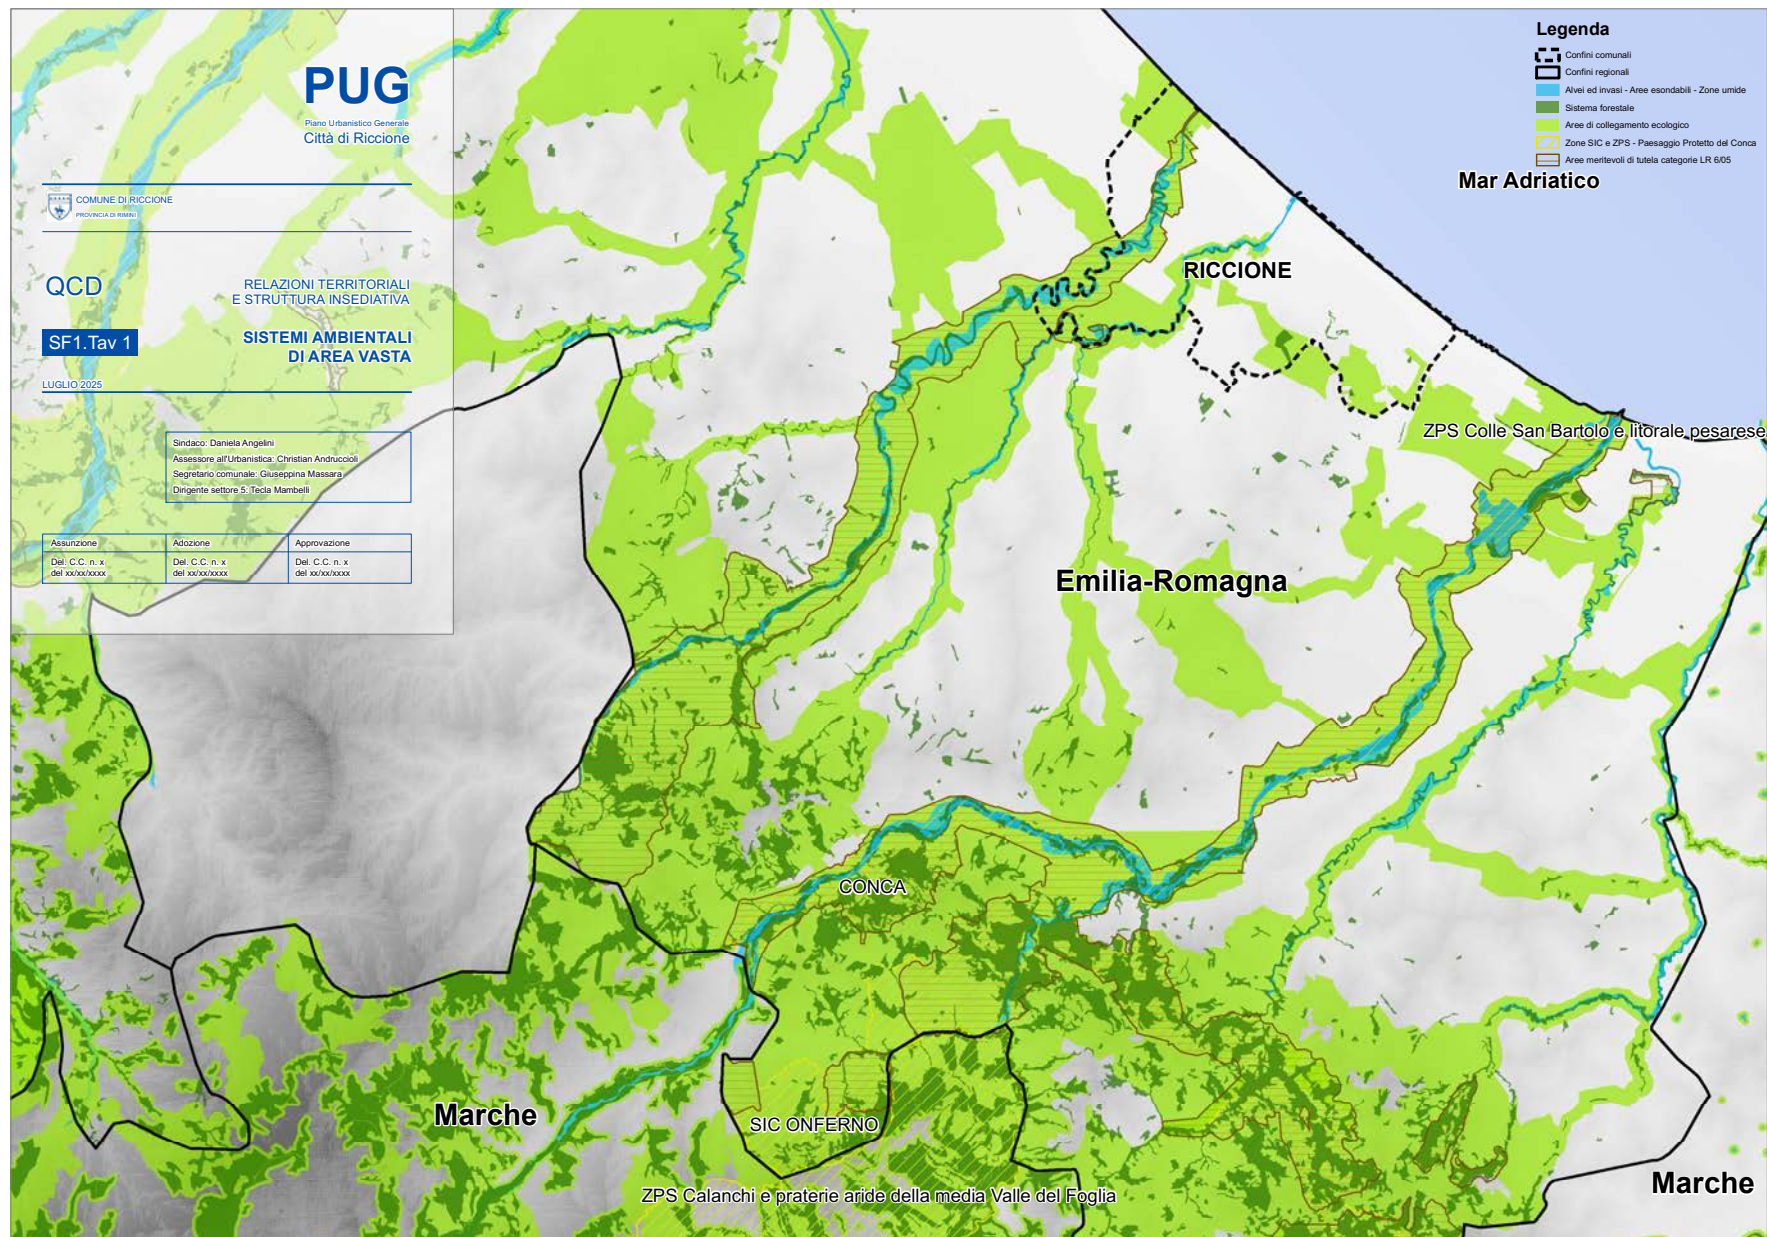 PUG
Piano Urbanistico Generale
Città di Riccione
COMUNE DI RICCIONE
PROVINCIA DI RIMINI
QCD
RELAZIONI TERRITORIALI
E STRUTTURA INSEDIATIVA
SF1.Tav 1
SISTEMI AMBIENTALI
DI AREA VASTA
LUGLIO 2025
Sindaco: Daniela Angelini
Assessore all'Urbanistica: Christian Andruccioli
Segretario comunale: Giuseppina Massara
Dirigente settore 5: Tecla Mambelli
Assunzione Adozione Approvazione
Del. C.C. n. x Del. C.C. n. x Del. C.C. n. x
del xx/xx/xxxx del xx/xx/xxxx del xx/xx/xxxx
Legenda
Confini comunali
Confini regionali
Alvei ed invasi - Aree esondabili - Zone umide
Sistema forestale
Aree di collegamento ecologico
Zone SIC e ZPS - Paesaggio Protetto del Conca
Aree meritevoli di tutela categorie LR 6/05
Mar Adriatico
RICCIONE
ZPS Colle San Bartolo e litorale pesarese
Emilia-Romagna
CONCA
Marche
SIC ONFERNO
ZPS Calanchi e praterie aride della media Valle del Foglia
Marche